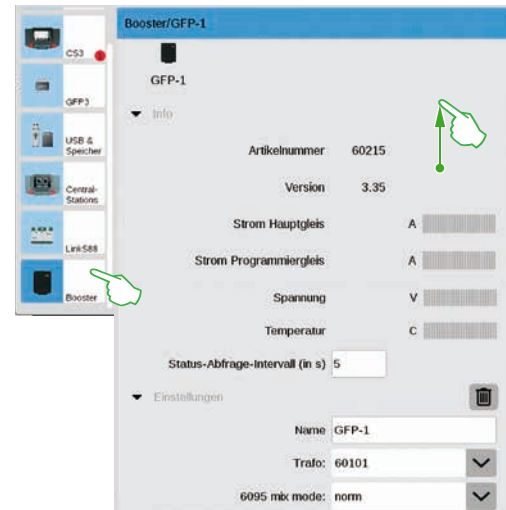 CS3
1
GFP3
USB &
Speicher
Central-
Stations
LinkS88
Booster
Booster/GFP-1
GFP-1
Info
Artikelnummer 60215
Version 3.35
Strom Hauptgleis A
Strom Programmiergleis A
Spannung V
Temperatur C
Status-Abfrage-Intervall (in s) 5
Einstellungen
Name GFP-1
Trafo: 60101
6095 mix mode: norm